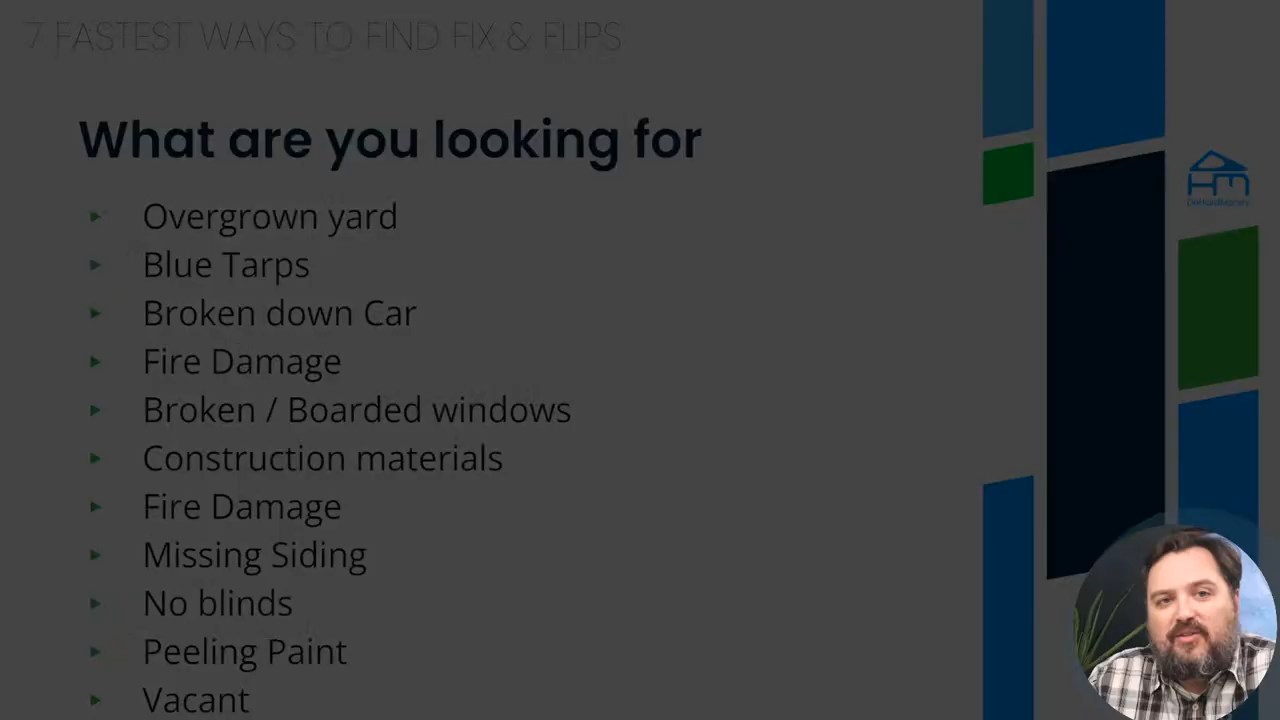 7 FASTEST WAYS TO FIND FIX & FLIPS
What are you looking for
Overgrown yard
Blue Tarps
Broken down Car
Fire Damage
Broken / Boarded windows
Construction materials
Fire Damage
Missing Siding
No blinds
Peeling Paint
Vacant